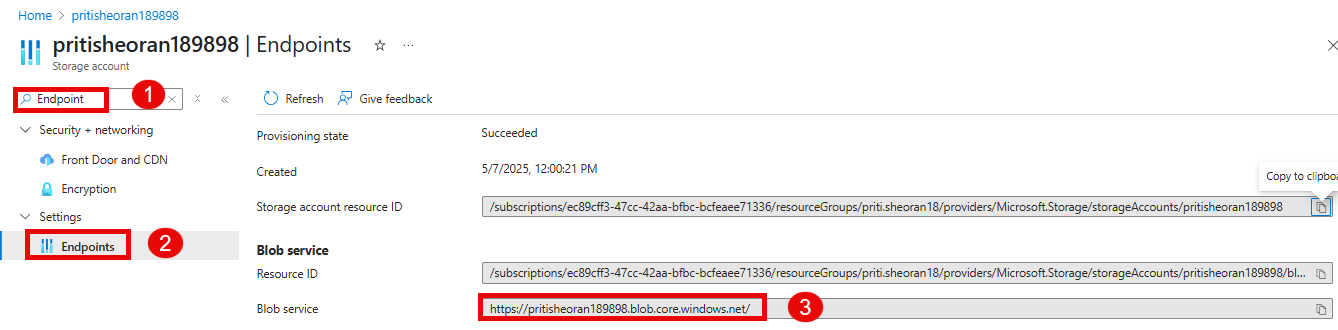 Home > pritisheoran189898
pritisheoran189898 | Endpoints ☆ ...
Storage account
Endpoint × 1
Refresh Give feedback
Security + networking
Front Door and CDN
Encryption
Settings
Endpoints 2
Provisioning state Succeeded
Created 5/7/2025, 12:00:21 PM
Copy to clipboa
Storage account resource ID /subscriptions/ec89cff3-47cc-42aa-bfbc-bcfeaee71336/resourceGroups/priti.sheoran18/providers/Microsoft.Storage/storageAccounts/pritisheoran189898
Blob service
Resource ID /subscriptions/ec89cff3-47cc-42aa-bfbc-bcfeaee71336/resourceGroups/priti.sheoran18/providers/Microsoft.Storage/storageAccounts/pritisheoran189898/bl...
Blob service https://pritisheoran189898.blob.core.windows.net/ 3